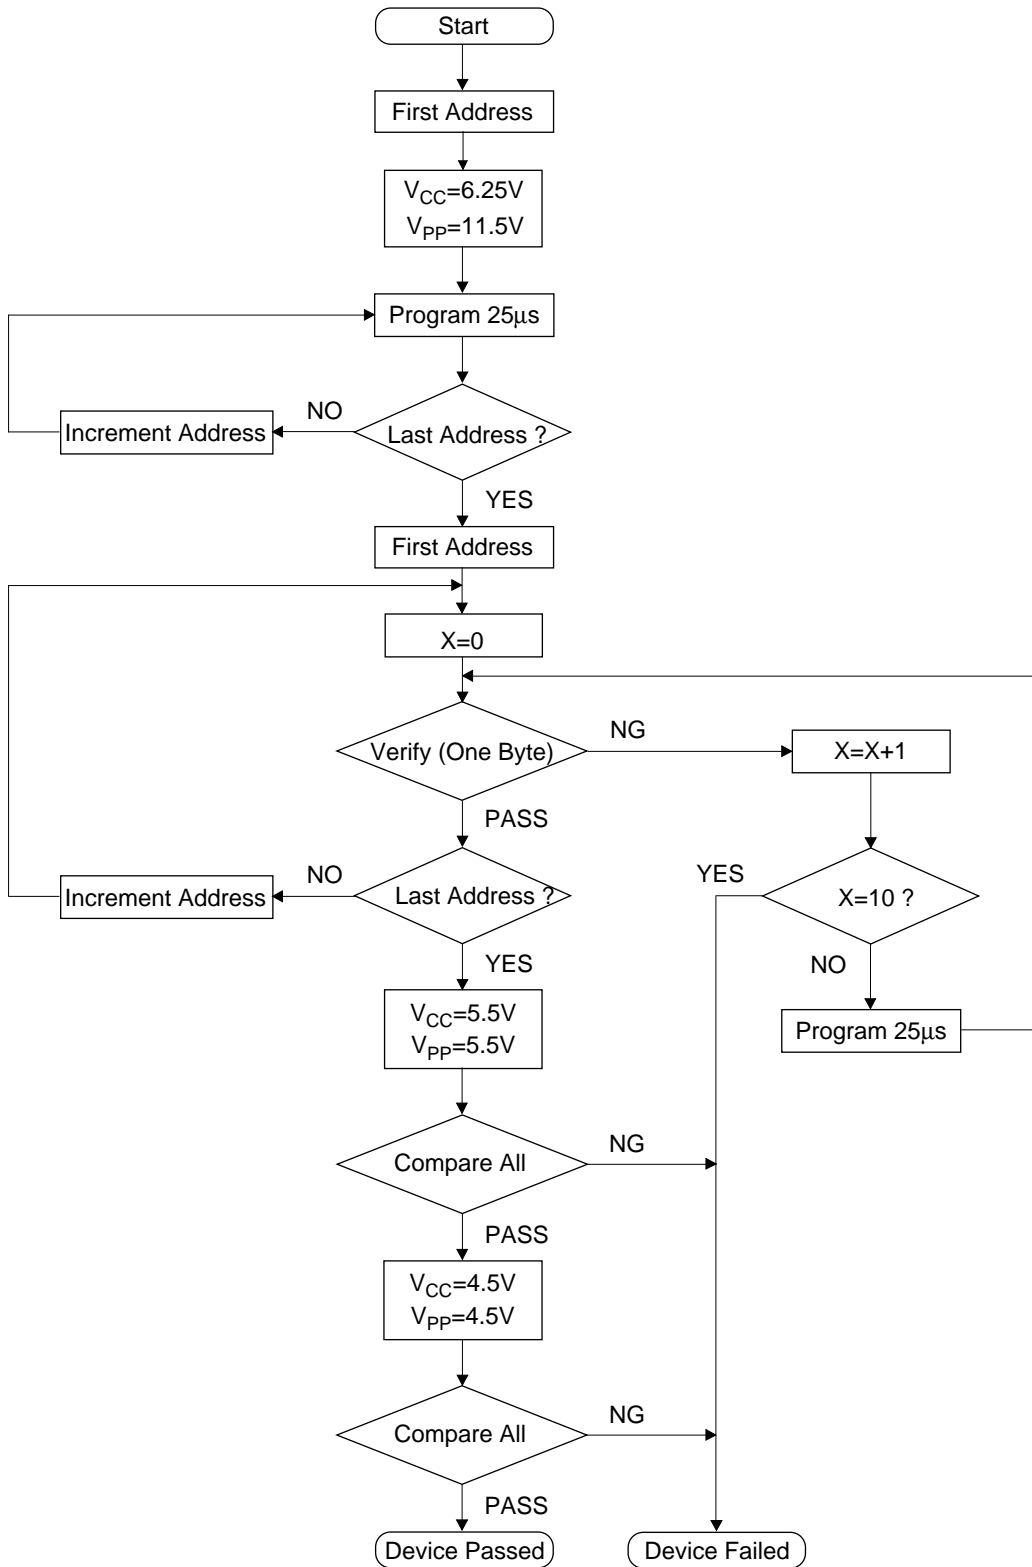 Start
First Address
VCC=6.25V
VPP=11.5V
Program 25μs
NO
Increment Address
Last Address ?
YES
First Address
X=0
NG
Verify (One Byte)
X=X+1
PASS
NO
YES
Increment Address
Last Address ?
X=10 ?
YES
NO
VCC=5.5V
VPP=5.5V
Program 25μs
NG
Compare All
PASS
VCC=4.5V
VPP=4.5V
NG
Compare All
PASS
Device Passed
Device Failed